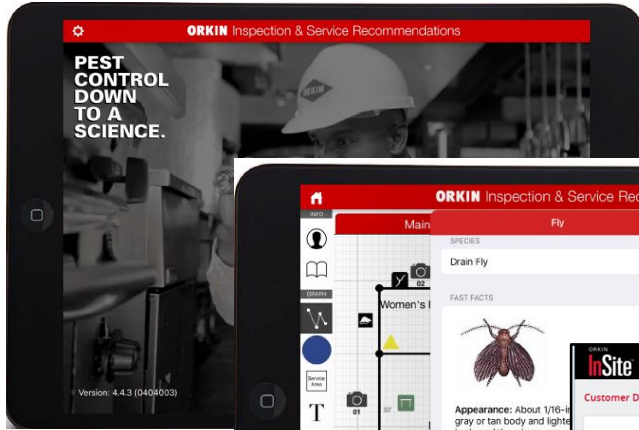 ORKIN Inspection & Service Recommendations
PEST
CONTROL
DOWN
TO A
SCIENCE.
ORKIN
Version: 4.4.3 (0404003)
ORKIN Inspection & Service Rec
INFO
Main
Fly
SPECIES
Drain Fly
02
GRAPH
FAST FACTS
Women's
Service
Area
T
01
30'
Appearance: About 1/16-i
gray or tan body and lighte
ORKIN
InSite
Customer D